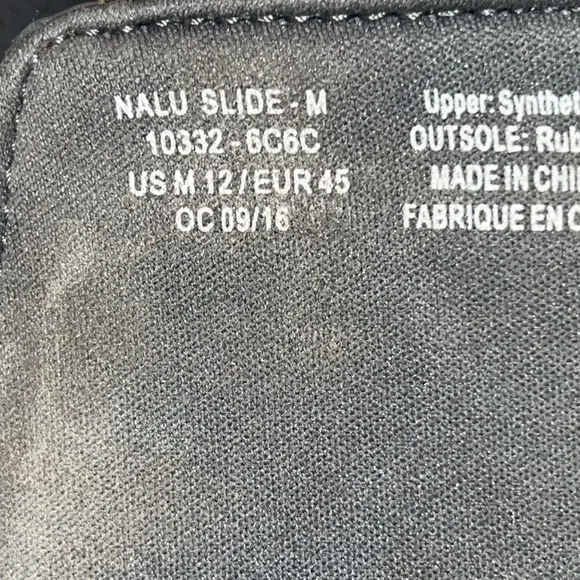 NALU SLIDE - M
10332 - 6C6C
US M 12 / EUR 45
OC 09/16
Upper: Synthet
OUTSOLE: Rub
MADE IN CHI
FABRIQUE EN C